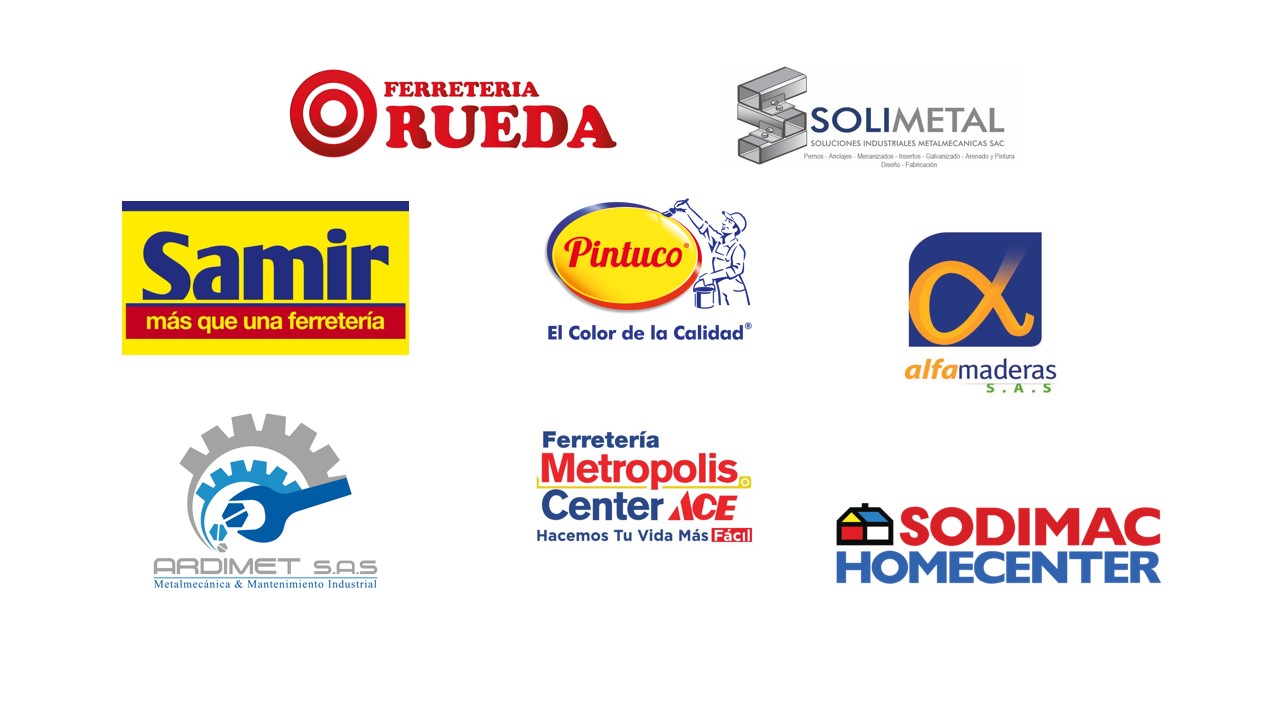 FERRETERIA
RUEDA
SOLIMETAL
SOLUCIONES INDUSTRIALES METALMECANICAS SAC
Pernos - Anclajes - Mecanizados - Insertos - Galvanizado - Arenado y Pintura
Diseño - Fabricación
Samir
más que una ferretería
Pintuco®
El Color de la Calidad®
alfamaderas
S.A.S
ARDIMET S.A.S
Metalmecánica & Mantenimiento Industrial
Ferretería
Metropolis
Center ACE
Hacemos Tu Vida Más Fácil
SODIMAC
HOMECENTER